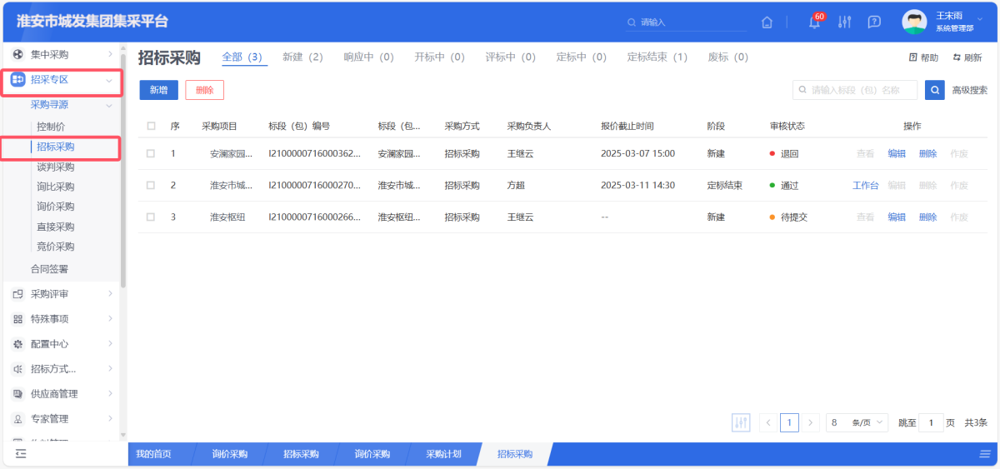 淮安市城发集团集采平台
请输入
60
王宋雨
系统管理部
集中采购
招采专区
采购寻源
控制价
招标采购
谈判采购
询比采购
询价采购
直接采购
竞价采购
合同签署
采购评审
特殊事项
配置中心
招标方式...
供应商管理
专家管理
招标采购
全部（3） 新建（2） 响应中（0） 开标中（0） 评标中（0） 定标中（0） 定标结束（1） 废标（0）
帮助 刷新
新增 删除
请输入标段（包）名称 高级搜索
序 采购项目 标段（包）编号 标段（包... 采购方式 采购负责人 报价截止时间 阶段 审核状态 操作
1 安澜家园... I2100000716000362... 安澜家园... 招标采购 王继云 2025-03-07 15:00 新建 退回 查看 编辑 删除 作废
2 淮安市城... I2100000716000270... 淮安市城... 招标采购 方超 2025-03-11 14:30 定标结束 通过 工作台 编辑 删除 作废
3 淮安枢纽 I2100000716000266... 淮安枢纽... 招标采购 王继云 -- 新建 待提交 查看 编辑 删除 作废
1 8 条/页 跳至 1 页 共3条
我的首页 询价采购 招标采购 询价采购 采购计划 招标采购